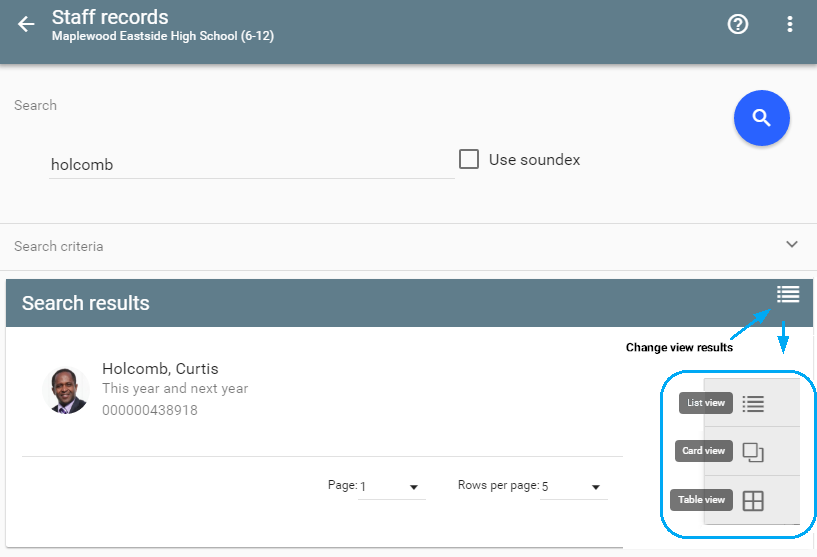 Staff records
Maplewood Eastside High School (6-12)
Search
holcomb
Use soundex
Search criteria
Search results
Change view results
Holcomb, Curtis
This year and next year
000000438918
List view
Card view
Table view
Page: 1
Rows per page: 5